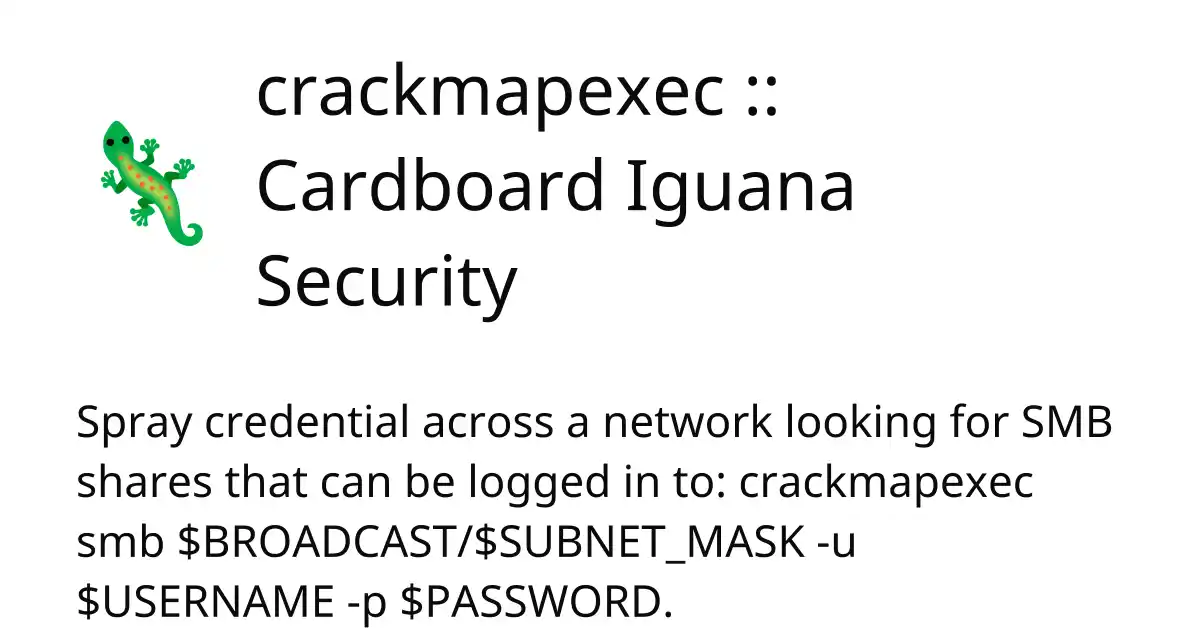 crackmapexec ::
Cardboard Iguana
Security
Spray credential across a network looking for SMB
shares that can be logged in to: crackmapexec
smb $BROADCAST/$SUBNET_MASK -u
$USERNAME -p $PASSWORD.